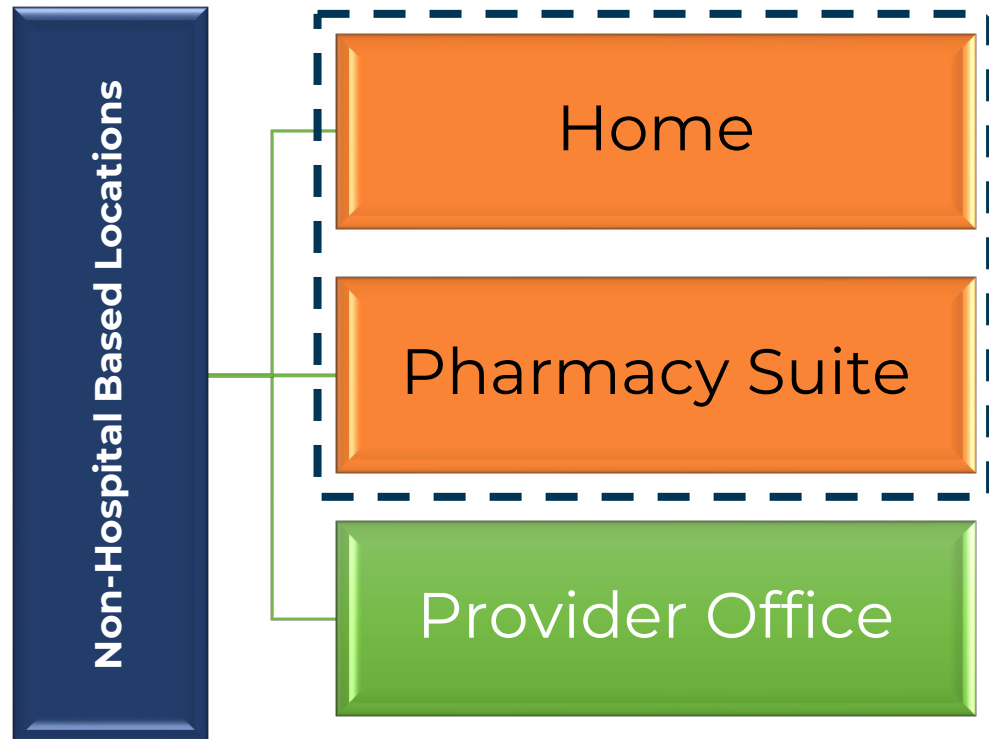 Non-Hospital Based Locations
Home
Pharmacy Suite
Provider Office